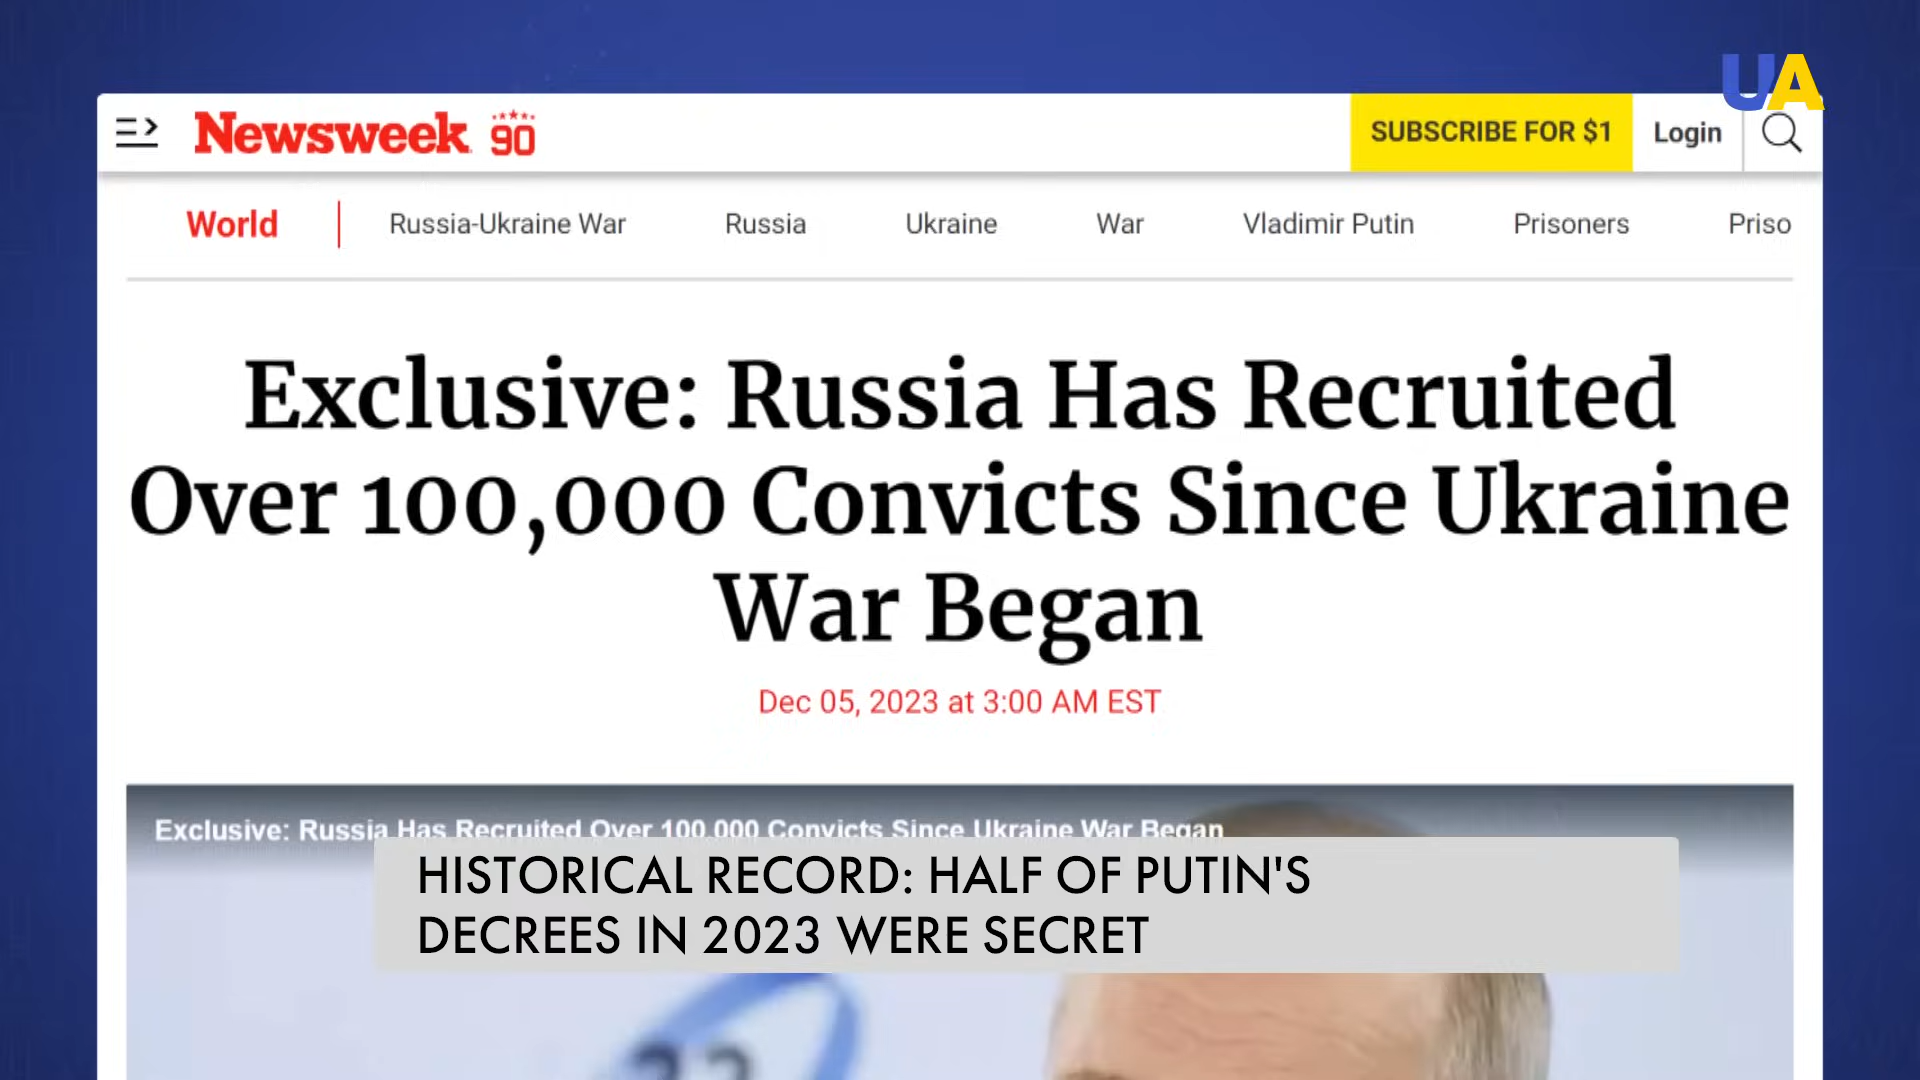 UA
Newsweek 90
SUBSCRIBE FOR $1
Login
World
Russia-Ukraine War
Russia
Ukraine
War
Vladimir Putin
Prisoners
Priso
Exclusive: Russia Has Recruited
Over 100,000 Convicts Since Ukraine
War Began
Dec 05, 2023 at 3:00 AM EST
Exclusive: Russia Has Recruited Over 100,000 Convicts Since Ukraine War Began
HISTORICAL RECORD: HALF OF PUTIN'S
DECREES IN 2023 WERE SECRET